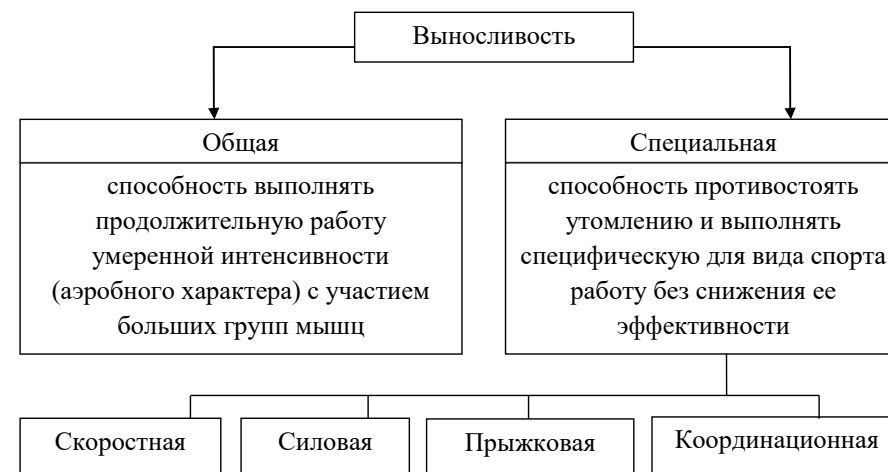 Выносливость
Общая
способность выполнять
продолжительную работу
умеренной интенсивности
(аэробного характера) с участием
больших групп мышц
Специальная
способность противостоять
утомлению и выполнять
специфическую для вида спорта
работу без снижения ее
эффективности
Скоростная
Силовая
Прыжковая
Координационная